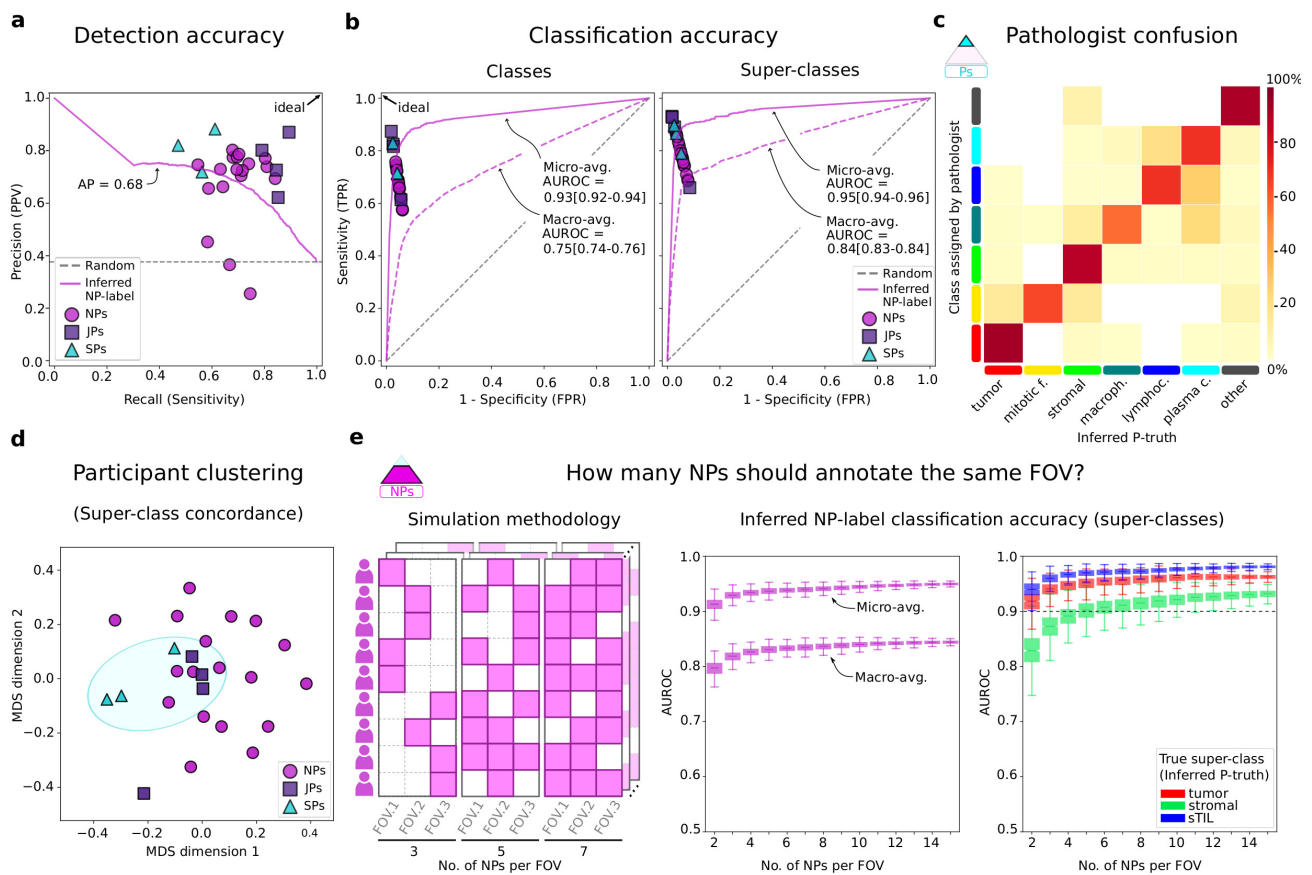 a
Detection accuracy
1.0
0.8
0.6
0.4
0.2
0.0
Precision (PPV)
ideal
AP = 0.68
Random
Inferred
NP-label
NPs
JPs
SPs
0.0
0.2
0.4
0.6
0.8
1.0
Recall (Sensitivity)
b
Classification accuracy
Classes
1.0
0.8
0.6
0.4
0.2
0.0
Sensitivity (TPR)
ideal
Micro-avg.
AUROC =
0.93[0.92-0.94]
Macro-avg.
AUROC =
0.75[0.74-0.76]
0.0
0.2
0.4
0.6
0.8
1.0
1 - Specificity (FPR)
Super-classes
Micro-avg.
AUROC =
0.95[0.94-0.96]
Macro-avg.
AUROC =
0.84[0.83-0.84]
Random
Inferred
NP-label
NPs
JPs
SPs
0.0
0.2
0.4
0.6
0.8
1.0
1 - Specificity (FPR)
c
Pathologist confusion
Ps
Class assigned by pathologist
tumor
mitotic f.
stromal
macroph.
lymphoc.
plasma c.
other
Inferred P-truth
100%
80
60
40
20
0%
d
Participant clustering
(Super-class concordance)
0.4
0.2
0.0
−0.2
−0.4
MDS dimension 2
NPs
JPs
SPs
−0.4
−0.2
0.0
0.2
0.4
MDS dimension 1
e
NPs
How many NPs should annotate the same FOV?
Simulation methodology
FOV.1
FOV.2
FOV.3
FOV.1
FOV.2
FOV.3
FOV.1
FOV.2
FOV.3
3
5
7
No. of NPs per FOV
Inferred NP-label classification accuracy (super-classes)
1.0
0.9
0.8
0.7
0.6
0.5
AUROC
Micro-avg.
Macro-avg.
2
4
6
8
10
12
14
No. of NPs per FOV
1.0
0.9
0.8
0.7
0.6
0.5
AUROC
True super-class
(Inferred P-truth)
tumor
stromal
sTIL
2
4
6
8
10
12
14
No. of NPs per FOV